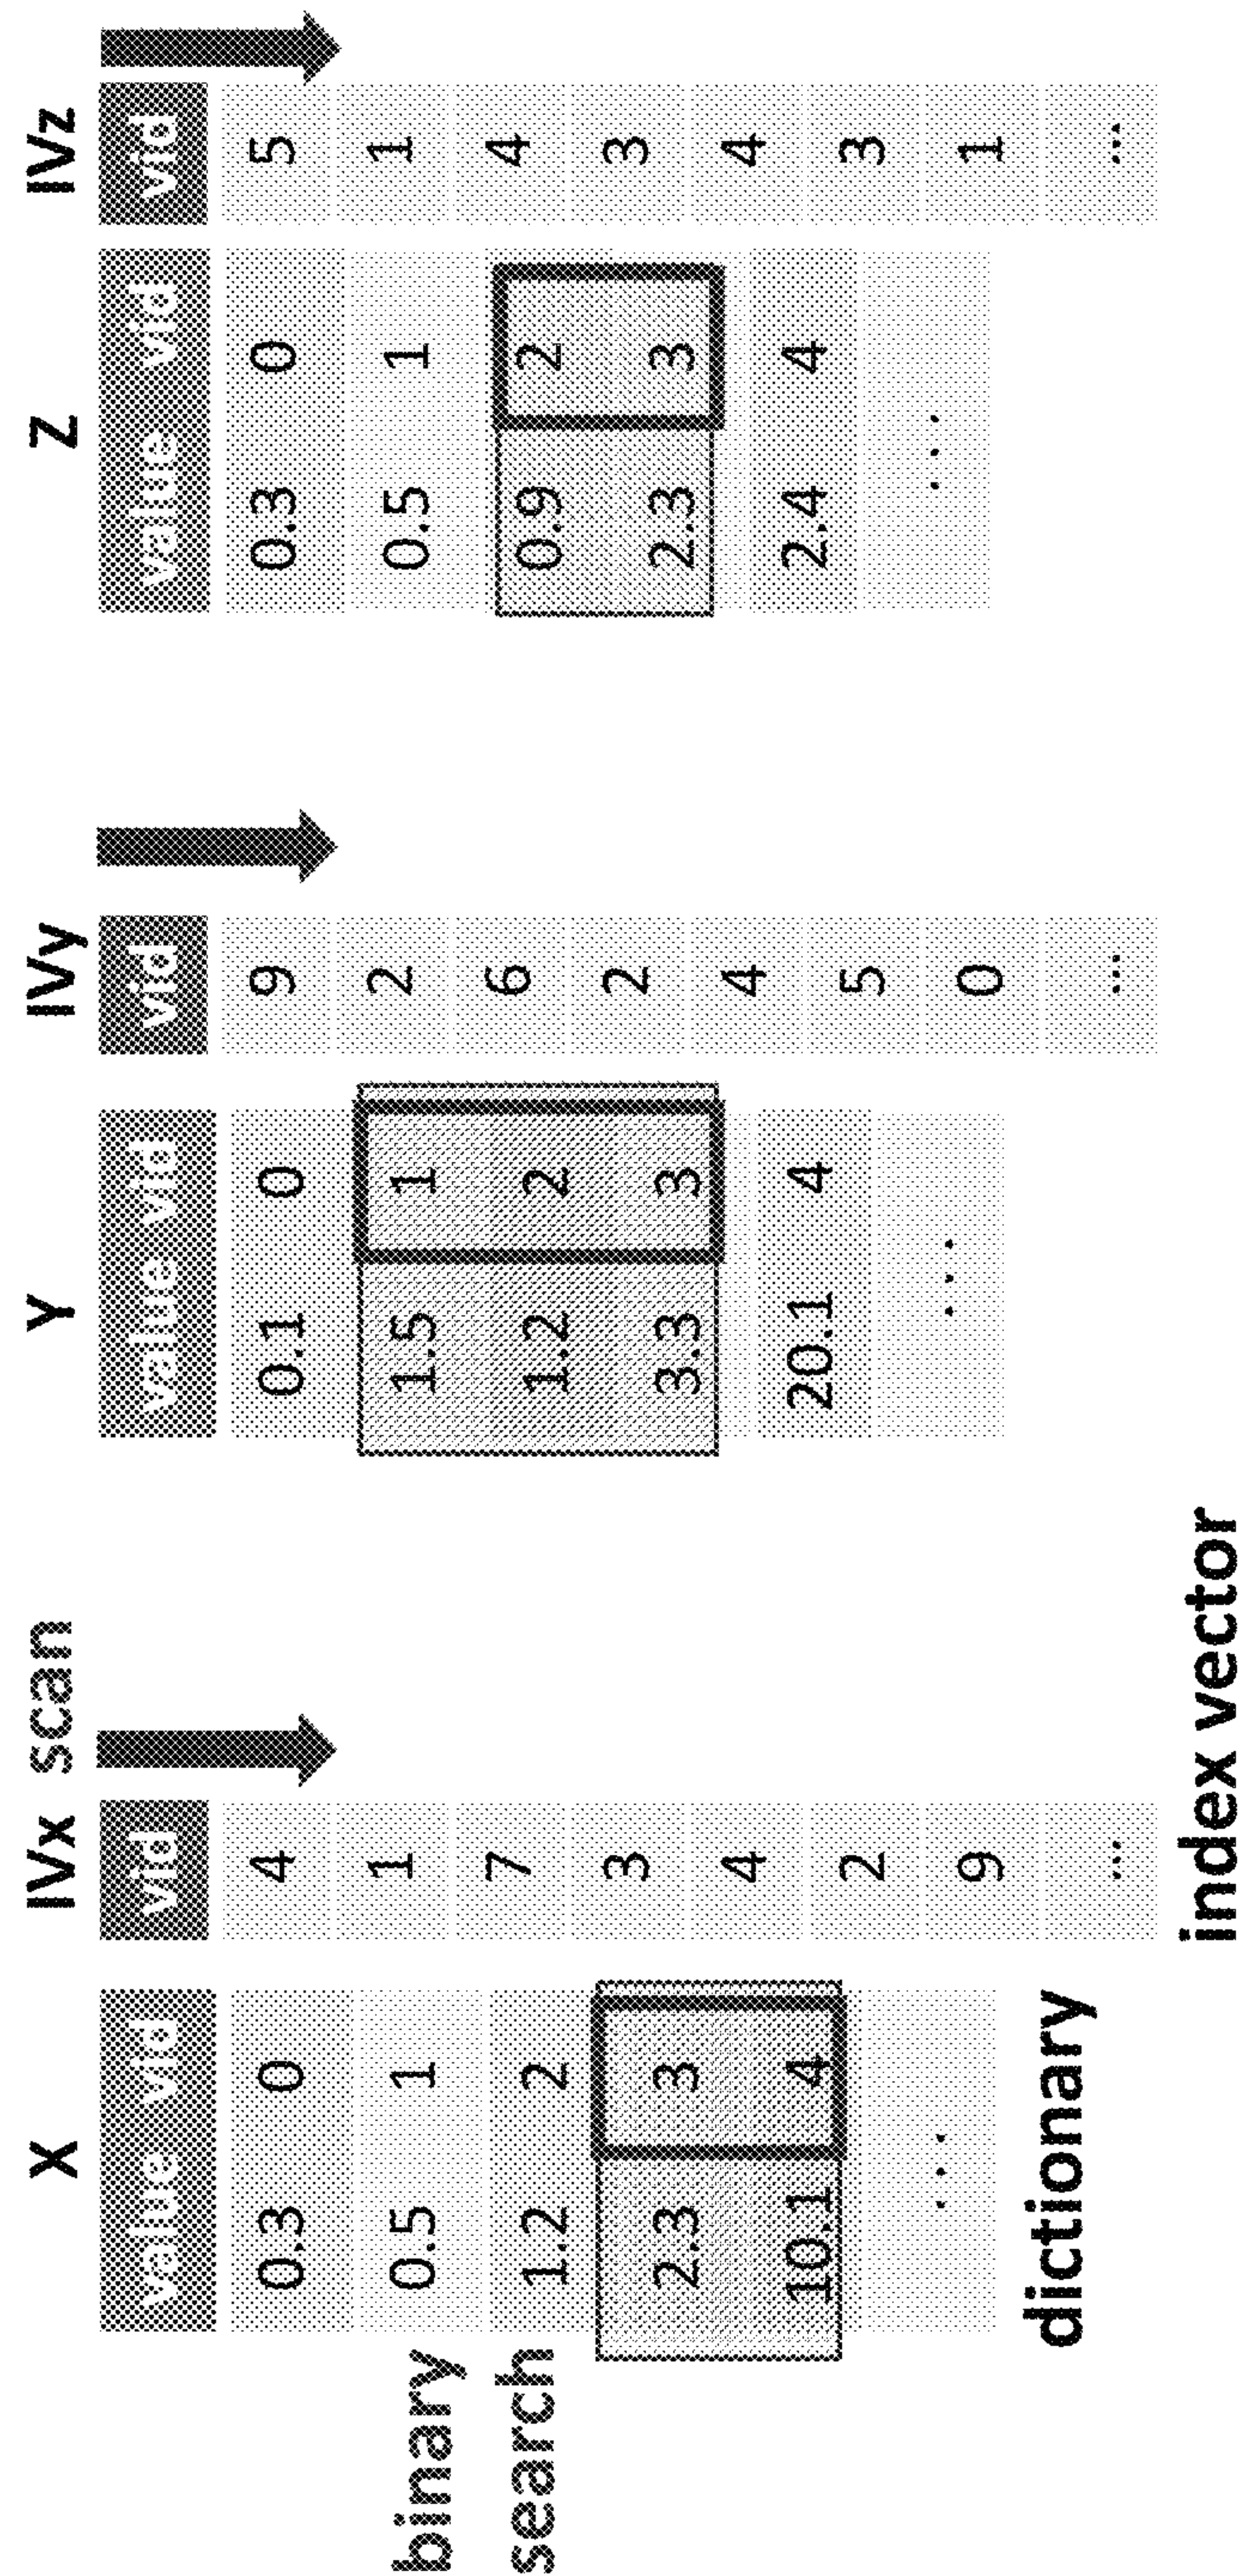 X IVx scan Y IVy Z IVz
value vid vid value vid vid value vid vid
0.3 0 4 0.1 0 9 0.3 0 5
binary 0.5 1 1 1.5 1 2 0.5 1 1
search 1.2 2 7 1.2 2 6 0.9 2 4
2.3 3 3 3.3 3 2 2.3 3 3
10.1 4 4 20.1 4 4 2.4 4 4
... 2 ... 5 ... 3
9 0 1
... ... ...
dictionary
index vector